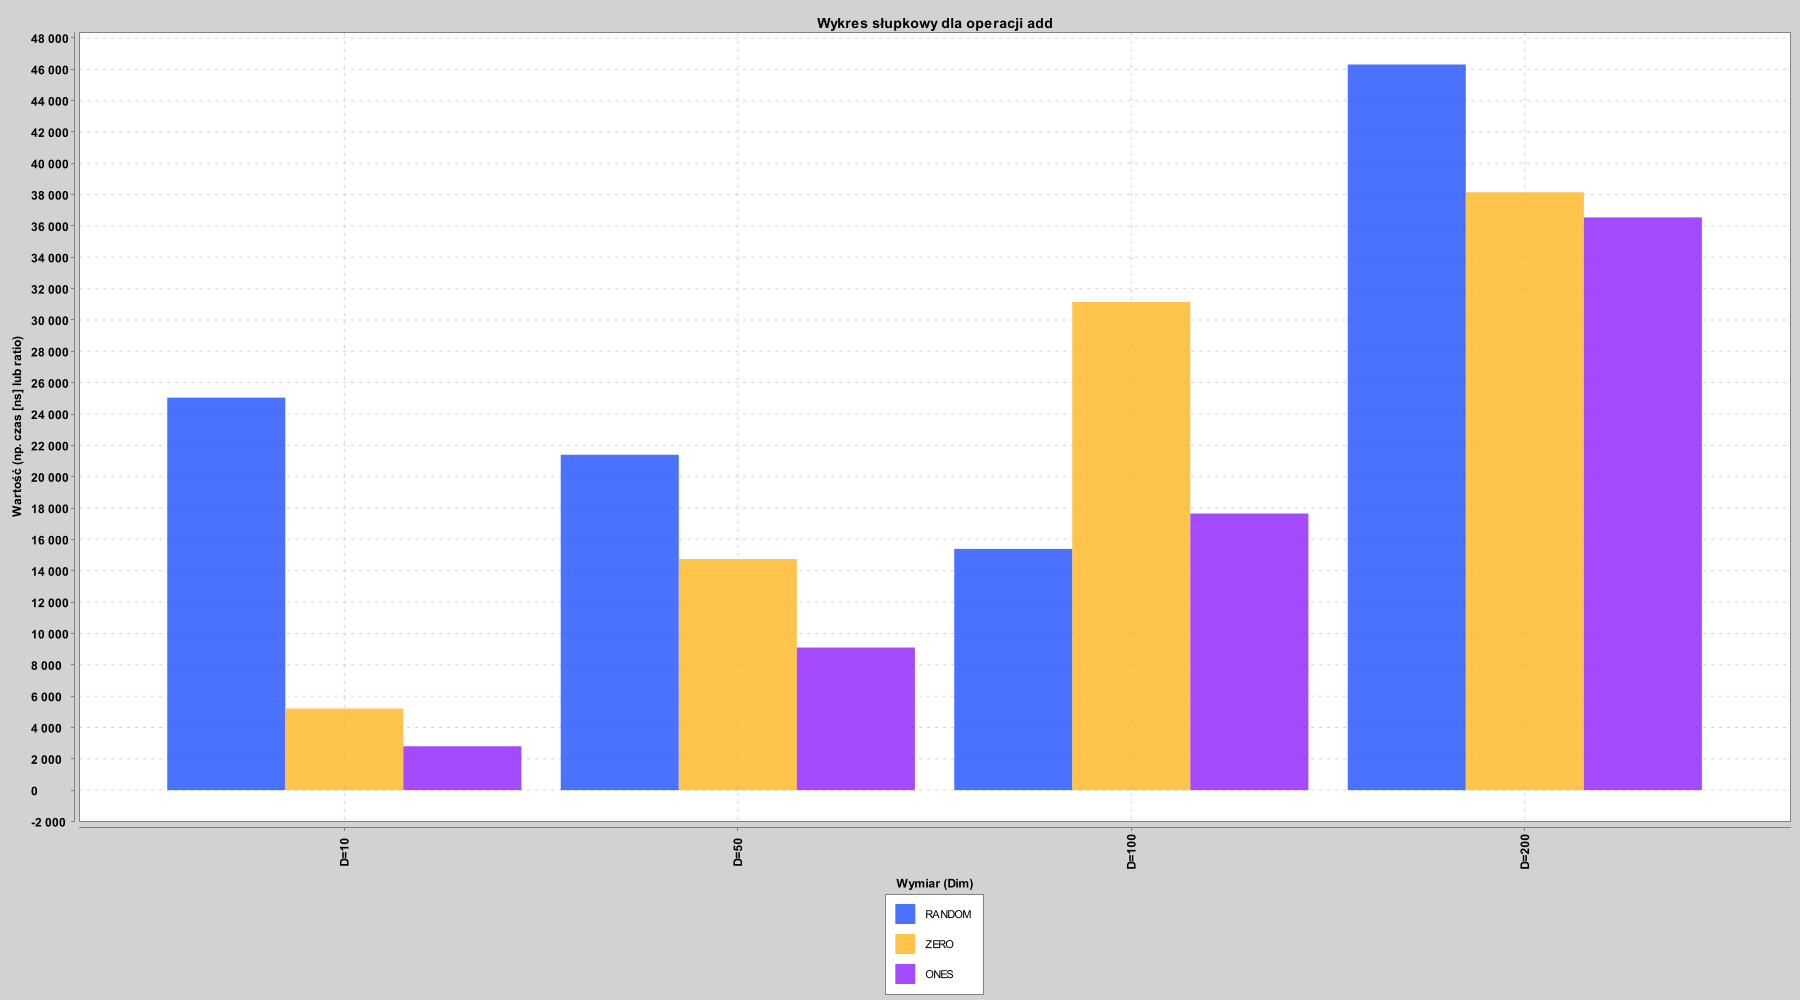 Wykres słupkowy dla operacji add
48 000
46 000
44 000
42 000
40 000
38 000
36 000
34 000
32 000
30 000
28 000
26 000
24 000
22 000
20 000
18 000
16 000
14 000
12 000
10 000
8 000
6 000
4 000
2 000
0
-2 000
Wartość (np. czas [ns] lub ratio)
D=10
D=50
D=100
D=200
Wymiar (Dim)
RANDOM
ZERO
ONES